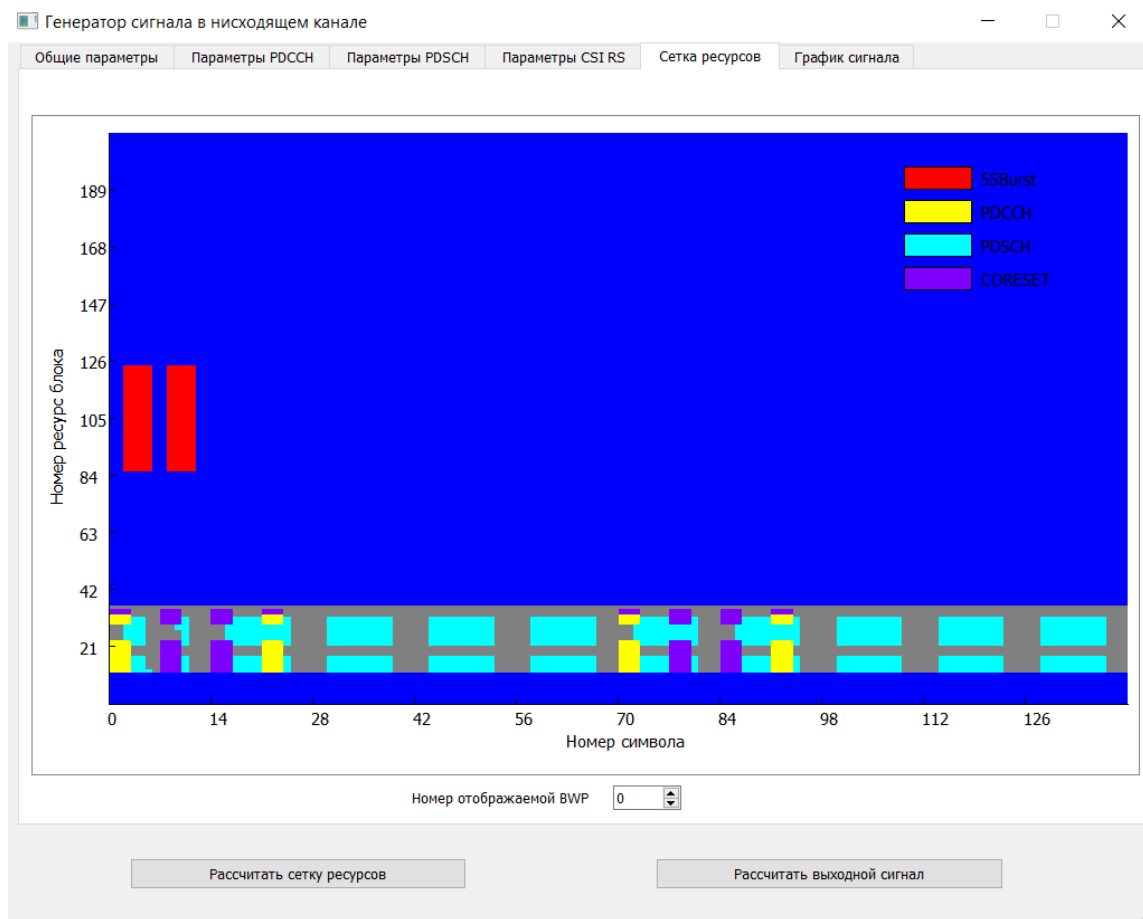 Генератор сигнала в нисходящем канале
Общие параметры Параметры PDCCH Параметры PDSCH Параметры CSI RS Сетка ресурсов График сигнала
SSBurst
PDCCH
PDSCH
CORESET
Номер ресурс блока
189
168
147
126
105
84
63
42
21
0 14 28 42 56 70 84 98 112 126
Номер символа
Номер отображаемой BWP 0
Рассчитать сетку ресурсов Рассчитать выходной сигнал